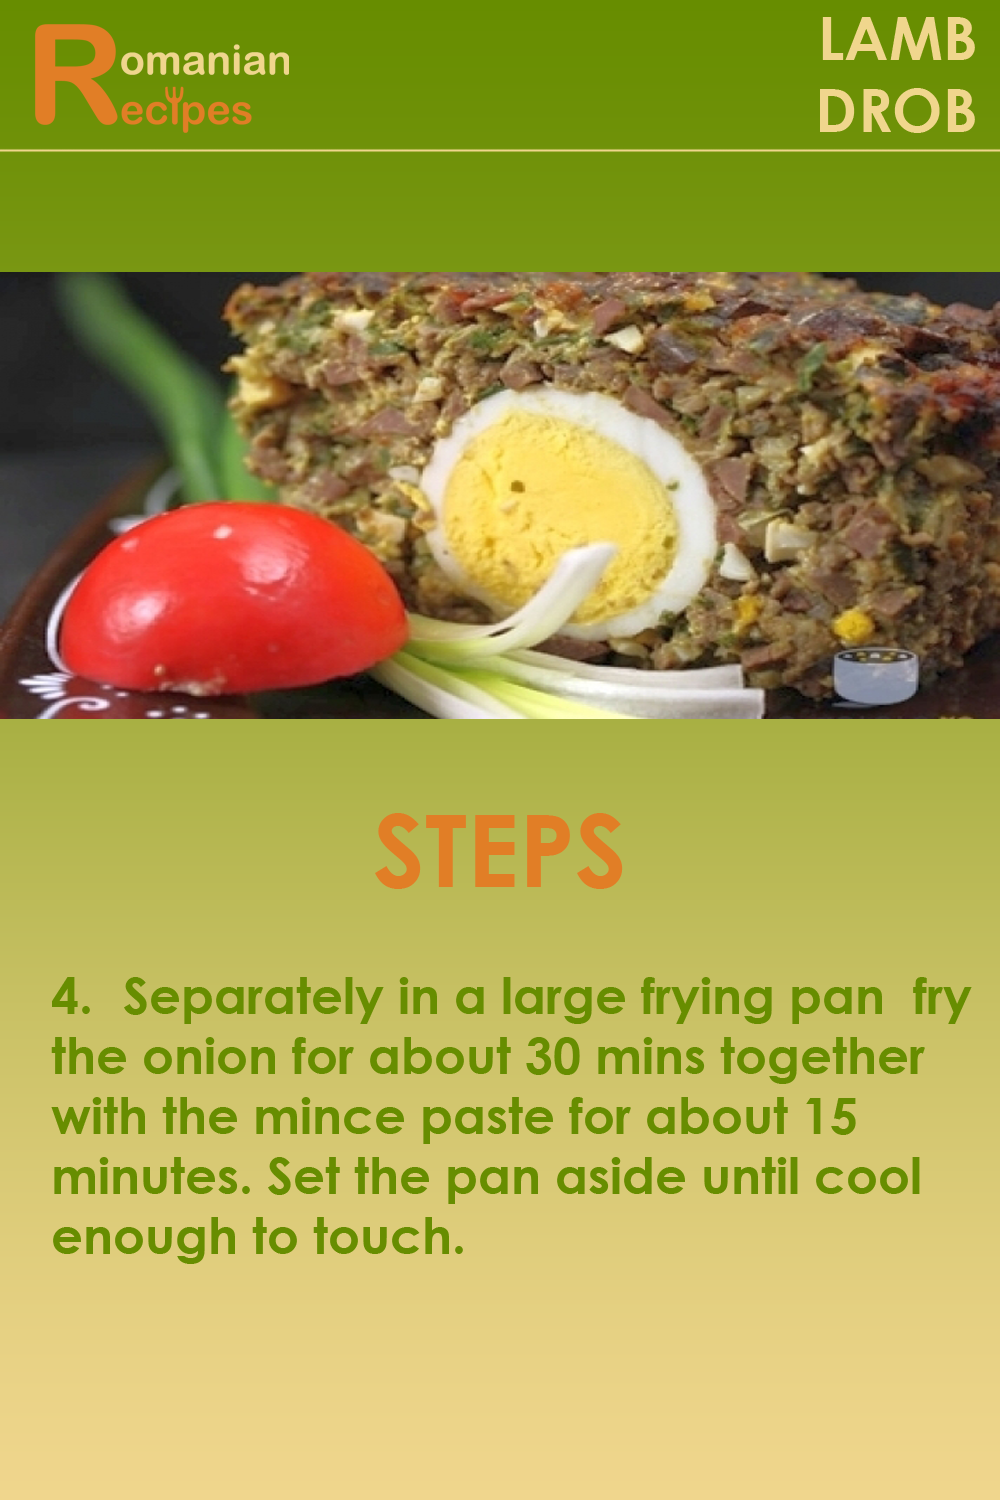 Romanian
Recipes
LAMB
DROB
STEPS
4. Separately in a large frying pan fry
the onion for about 30 mins together
with the mince paste for about 15
minutes. Set the pan aside until cool
enough to touch.